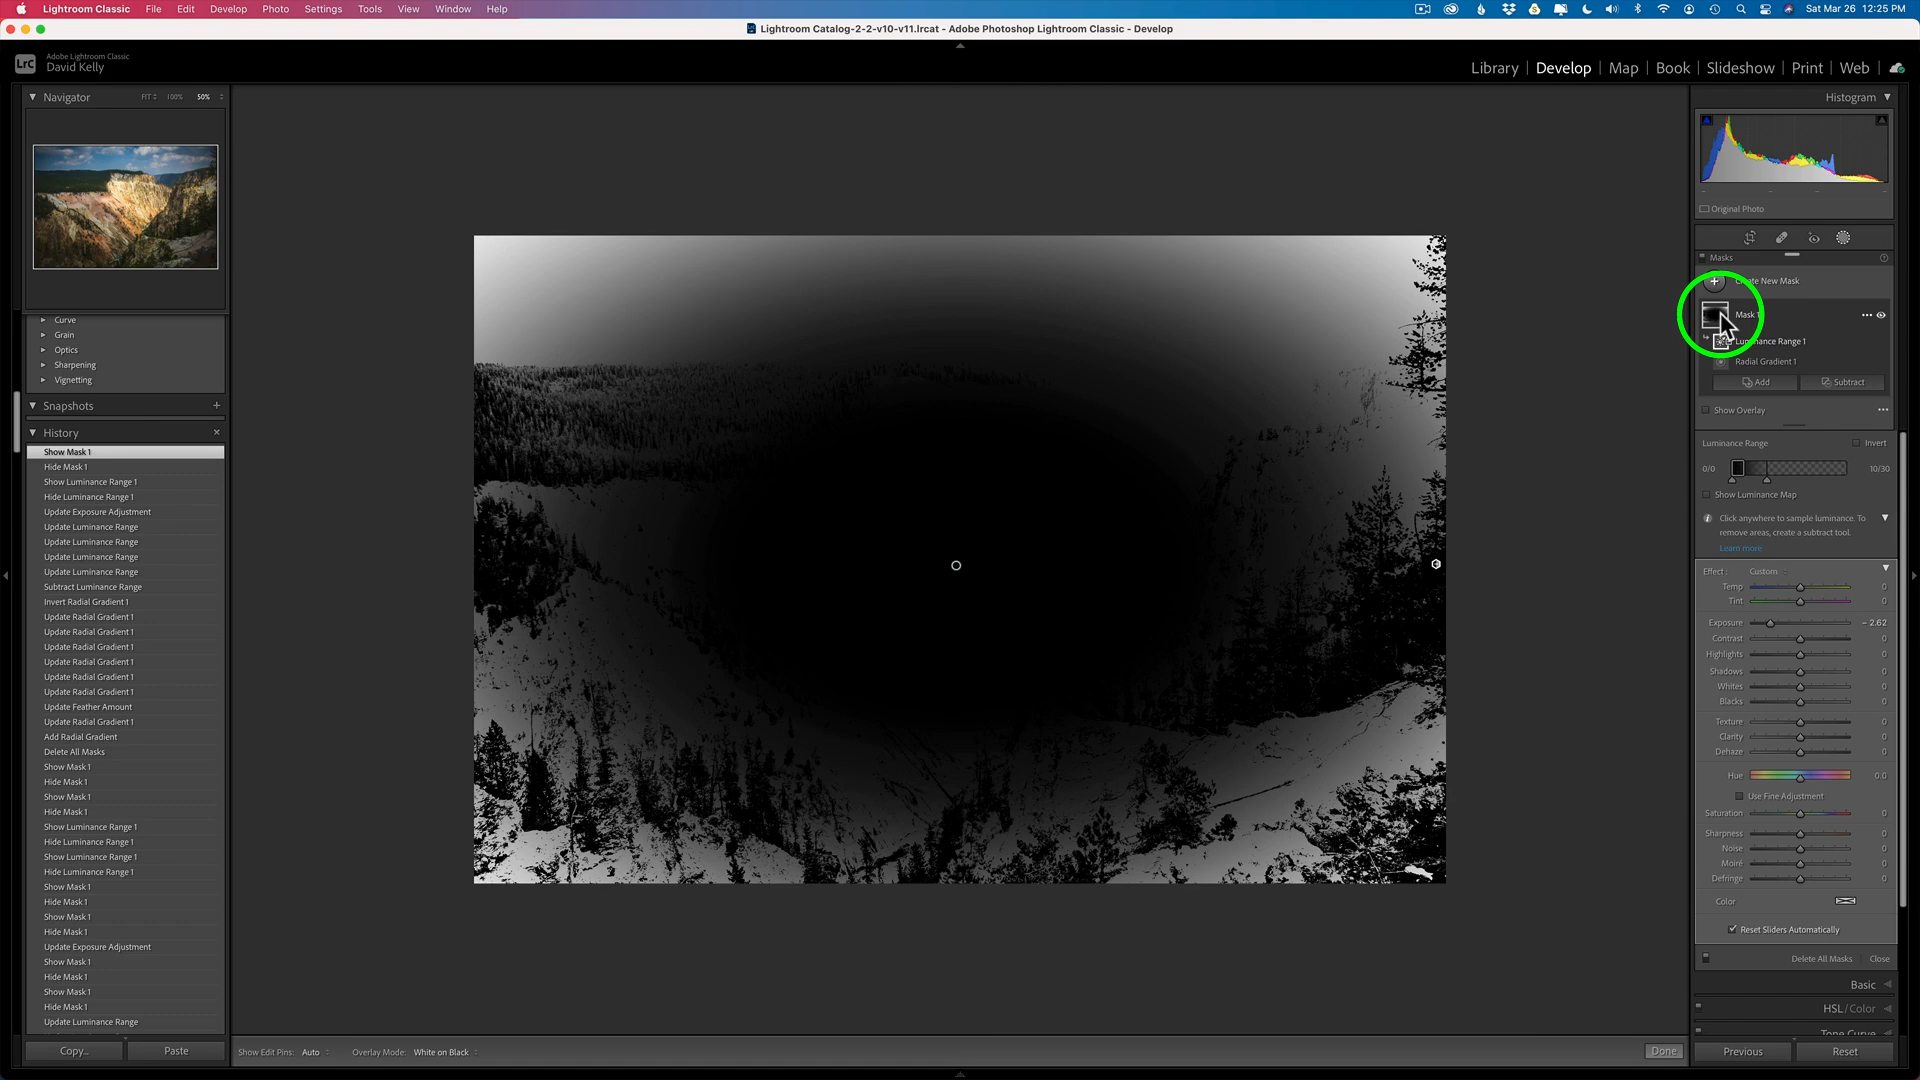 Lightroom Classic File Edit Develop Photo Settings Tools View Window Help
Sat Mar 26 12:25 PM
Lightroom Catalog-2-2-v10-v11.lrcat - Adobe Photoshop Lightroom Classic - Develop
LrC
Adobe Lightroom Classic
David Kelly
Library | Develop | Map | Book | Slideshow | Print | Web
Navigator FIT 100% 50%
Curve
Grain
Optics
Sharpening
Vignetting
Snapshots +
History ×
Show Mask 1
Hide Mask 1
Show Luminance Range 1
Hide Luminance Range 1
Update Exposure Adjustment
Update Luminance Range
Update Luminance Range
Update Luminance Range
Update Luminance Range
Subtract Luminance Range
Invert Radial Gradient 1
Update Radial Gradient 1
Update Radial Gradient 1
Update Radial Gradient 1
Update Radial Gradient 1
Update Radial Gradient 1
Update Radial Gradient 1
Update Feather Amount
Update Radial Gradient 1
Add Radial Gradient
Delete All Masks
Show Mask 1
Hide Mask 1
Show Mask 1
Hide Mask 1
Show Luminance Range 1
Hide Luminance Range 1
Show Luminance Range 1
Hide Luminance Range 1
Show Mask 1
Hide Mask 1
Show Mask 1
Hide Mask 1
Update Exposure Adjustment
Show Mask 1
Hide Mask 1
Show Mask 1
Hide Mask 1
Update Luminance Range
Copy... Paste
Show Edit Pins: Auto Overlay Mode: White on Black Done
Histogram
Original Photo
Masks
Create New Mask
Mask 1
Luminance Range 1
Radial Gradient 1
Add Subtract
Show Overlay
Luminance Range Invert
0/0 10/30
Show Luminance Map
Click anywhere to sample luminance. To
remove areas, create a subtract tool.
Learn more
Effect: Custom
Temp 0
Tint 0
Exposure – 2.62
Contrast 0
Highlights 0
Shadows 0
Whites 0
Blacks 0
Texture 0
Clarity 0
Dehaze 0
Hue 0.0
Use Fine Adjustment
Saturation 0
Sharpness 0
Noise 0
Moiré 0
Defringe 0
Color
Reset Sliders Automatically
Delete All Masks Close
Basic
HSL / Color
Tone Curve
Previous Reset